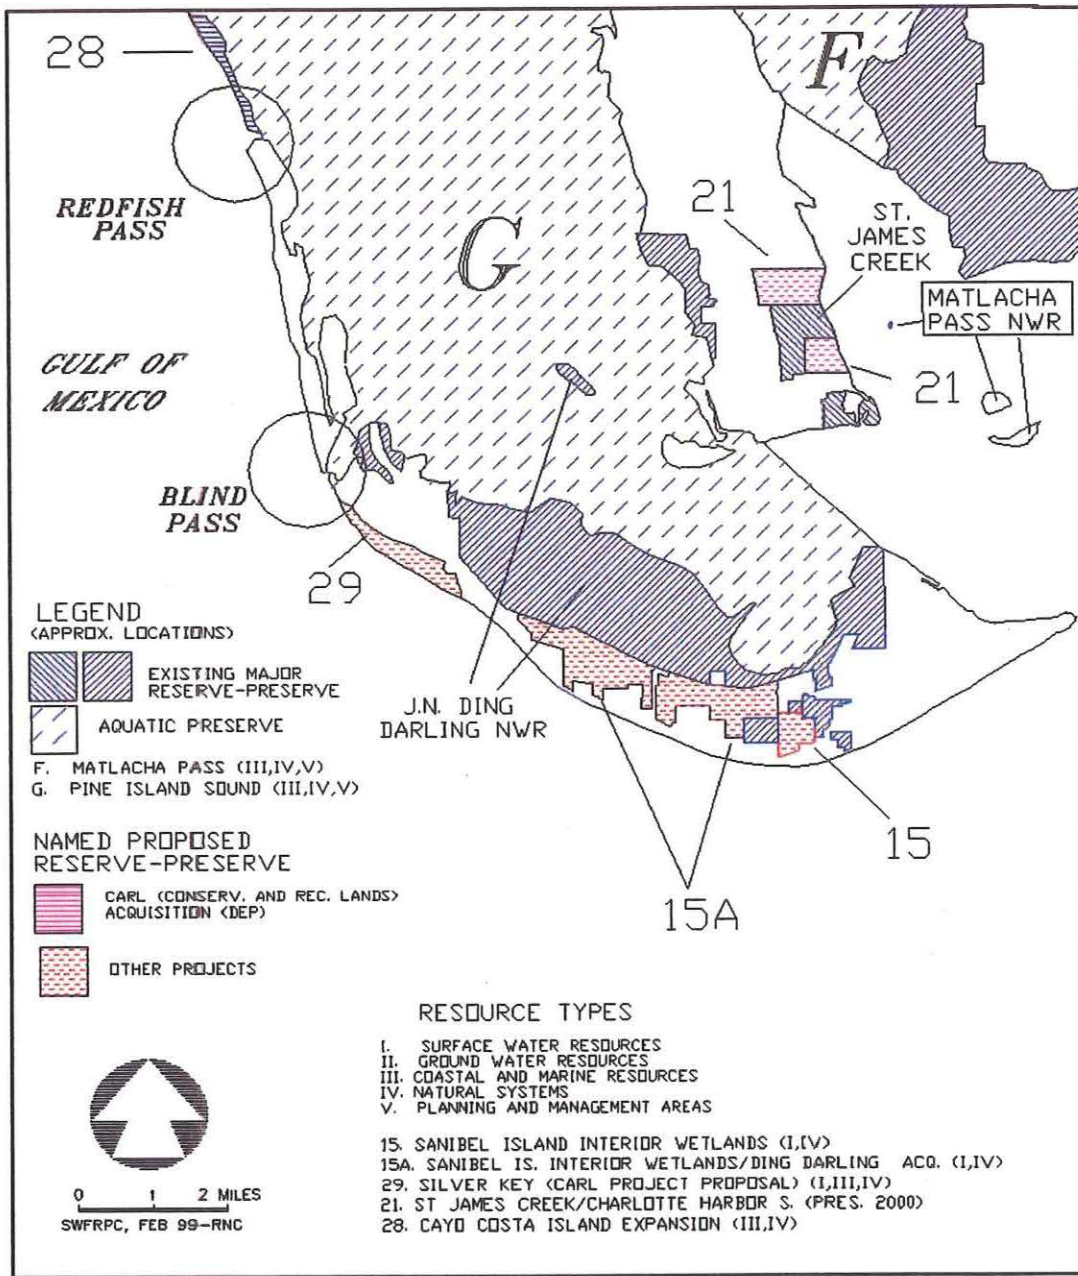 28
F
REDFISH
PASS
21
ST.
JAMES
CREEK
G
MATLACHA
PASS NWR
GULF OF
MEXICO
21
BLIND
PASS
29
LEGEND
(APPROX. LOCATIONS)
EXISTING MAJOR
RESERVE-PRESERVE
AQUATIC PRESERVE
F. MATLACHA PASS (III,IV,V)
G. PINE ISLAND SOUND (III,IV,V)
J.N. DING
DARLING NWR
15
15A
NAMED PROPOSED
RESERVE-PRESERVE
CARL (CONSERV. AND REC. LANDS)
ACQUISITION (DEP)
OTHER PROJECTS
RESOURCE TYPES
I. SURFACE WATER RESOURCES
II. GROUND WATER RESOURCES
III. COASTAL AND MARINE RESOURCES
IV. NATURAL SYSTEMS
V. PLANNING AND MANAGEMENT AREAS
15. SANIBEL ISLAND INTERIOR WETLANDS (I,IV)
15A. SANIBEL IS. INTERIOR WETLANDS/DING DARLING ACQ. (I,IV)
29. SILVER KEY (CARL PROJECT PROPOSAL) (I,III,IV)
21. ST JAMES CREEK/CHARLOTTE HARBOR S. (PRES. 2000)
28. CAYO COSTA ISLAND EXPANSION (III,IV)
0 1 2 MILES
SWFRPC, FEB 99-RNC